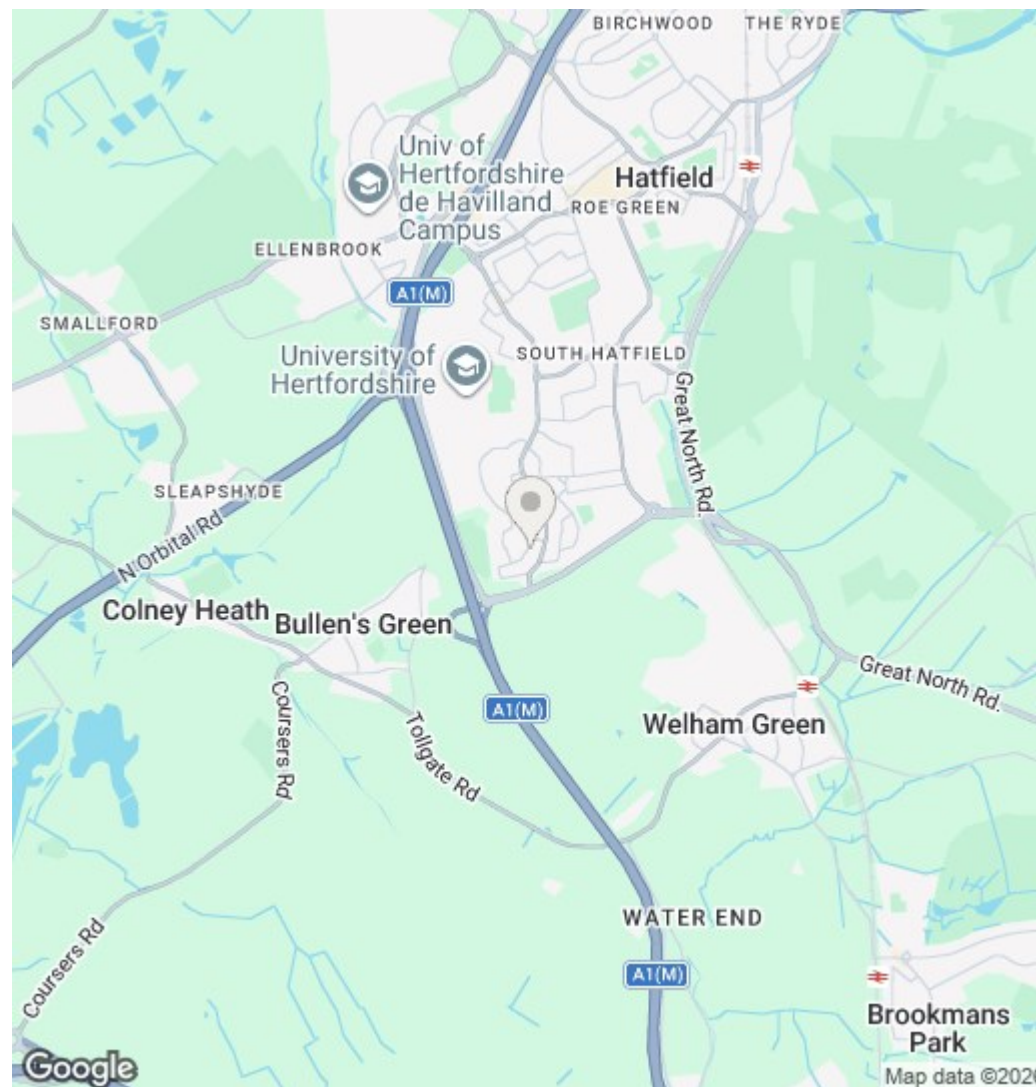 BIRCHWOOD
THE RYDE
Univ of
Hertfordshire
de Havilland
Campus
Hatfield
ROE GREEN
ELLENBROOK
A1(M)
SMALLFORD
University of
Hertfordshire
SOUTH HATFIELD
Great North Rd.
SLEAPSHYDE
N Orbital Rd
Colney Heath
Bullen's Green
Great North Rd.
Coursers Rd
Tollgate Rd
A1(M)
Welham Green
WATER END
Coursers Rd
A1(M)
Brookmans
Park
Google
Map data ©202